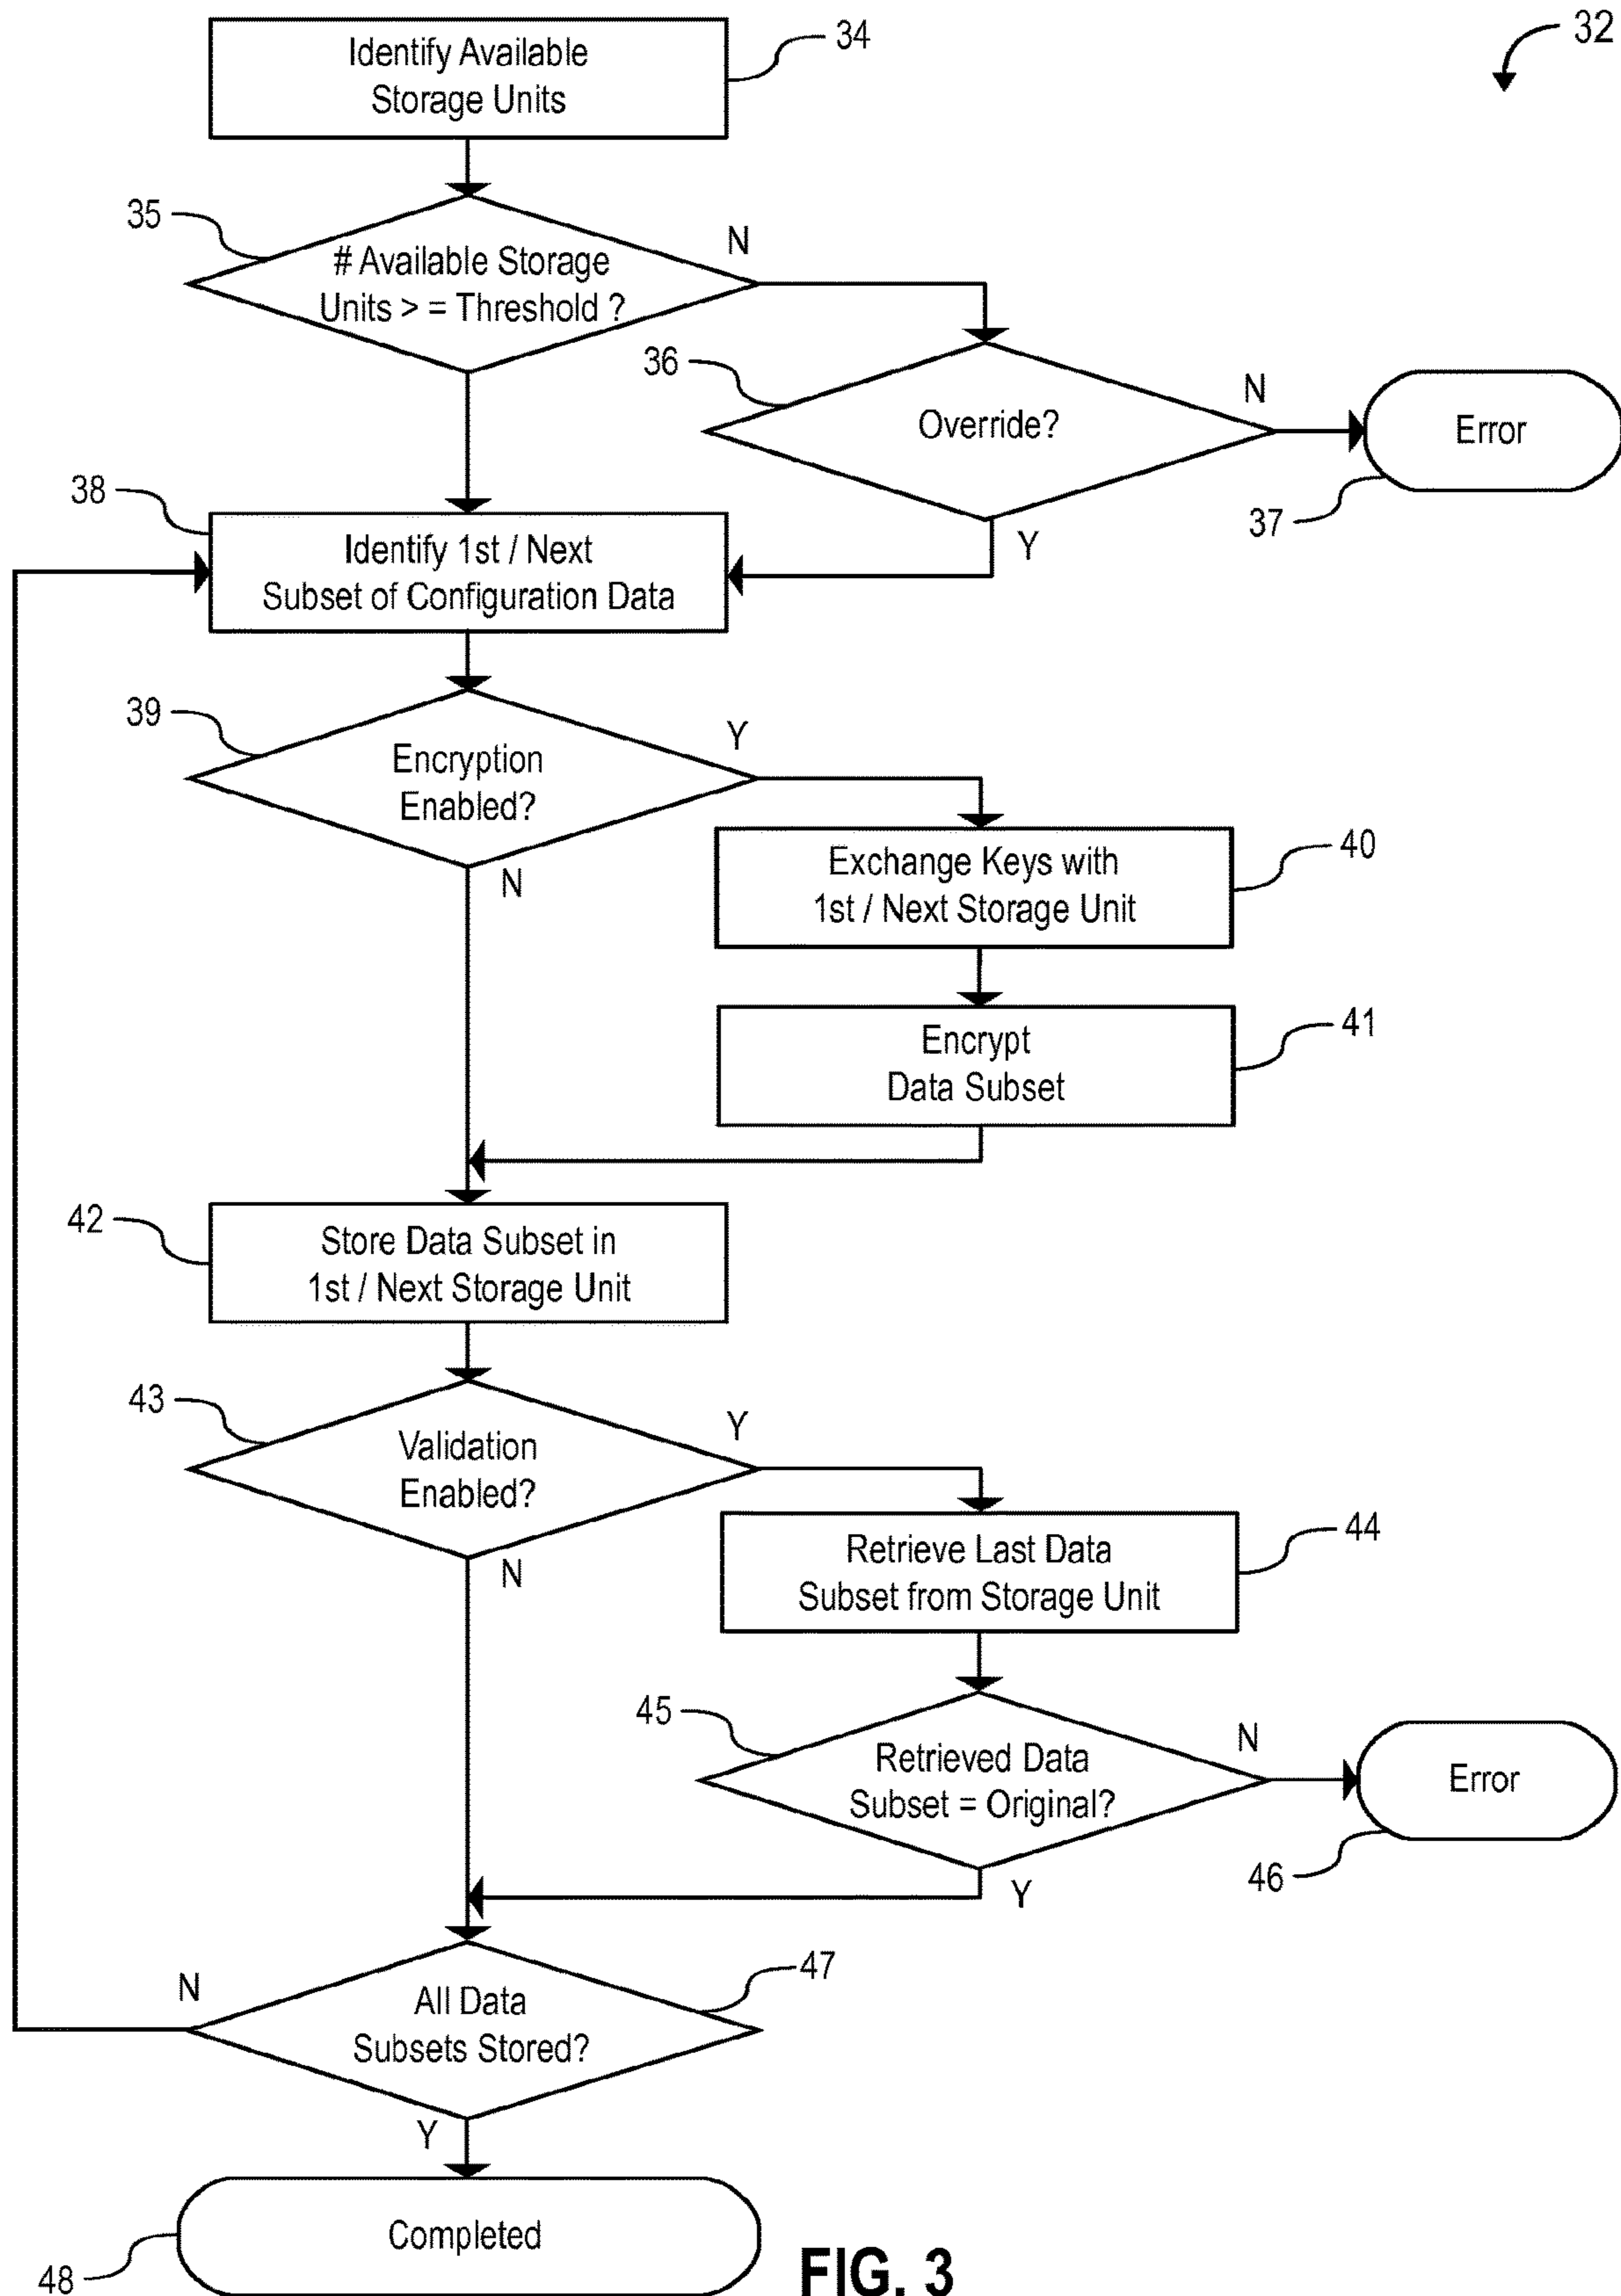 34
32
Identify Available
Storage Units
35
N
# Available Storage
Units > = Threshold ?
36
N
Override?
Error
38
37
Y
Identify 1st / Next
Subset of Configuration Data
39
Y
Encryption
Enabled?
N
40
Exchange Keys with
1st / Next Storage Unit
41
Encrypt
Data Subset
42
Store Data Subset in
1st / Next Storage Unit
43
Y
Validation
Enabled?
N
44
Retrieve Last Data
Subset from Storage Unit
45
N
Retrieved Data
Subset = Original?
Error
46
Y
47
N
All Data
Subsets Stored?
Y
Completed
48
FIG. 3